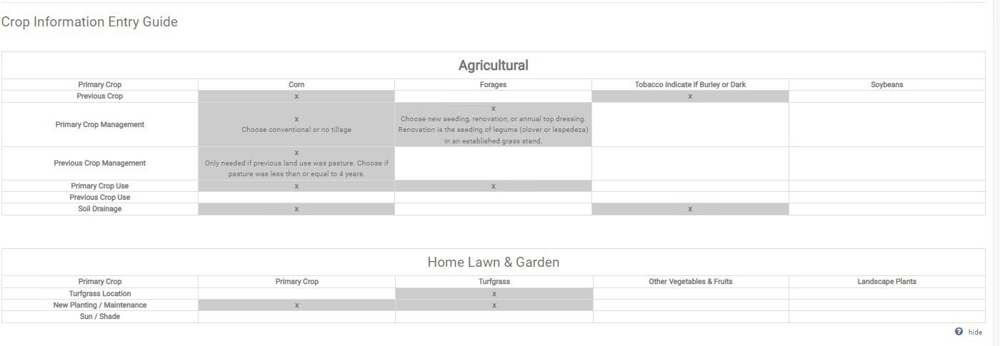 Crop Information Entry Guide
Agricultural
Primary Crop Corn Forages Tobacco Indicate if Burley or Dark Soybeans
Previous Crop x x
Primary Crop Management x Choose conventional or no tillage x Choose new seeding, renovation, or annual top dressing. Renovation is the seeding of legume (clover or lespedeza) in an established grass stand.
Previous Crop Management x Only needed if previous land use was pasture. Choose if pasture was less than or equal to 4 years.
Primary Crop Use x x
Previous Crop Use
Soil Drainage x x
Home Lawn & Garden
Primary Crop Primary Crop Turfgrass Other Vegetables & Fruits Landscape Plants
Turfgrass Location x
New Planting / Maintenance x x
Sun / Shade
? hide